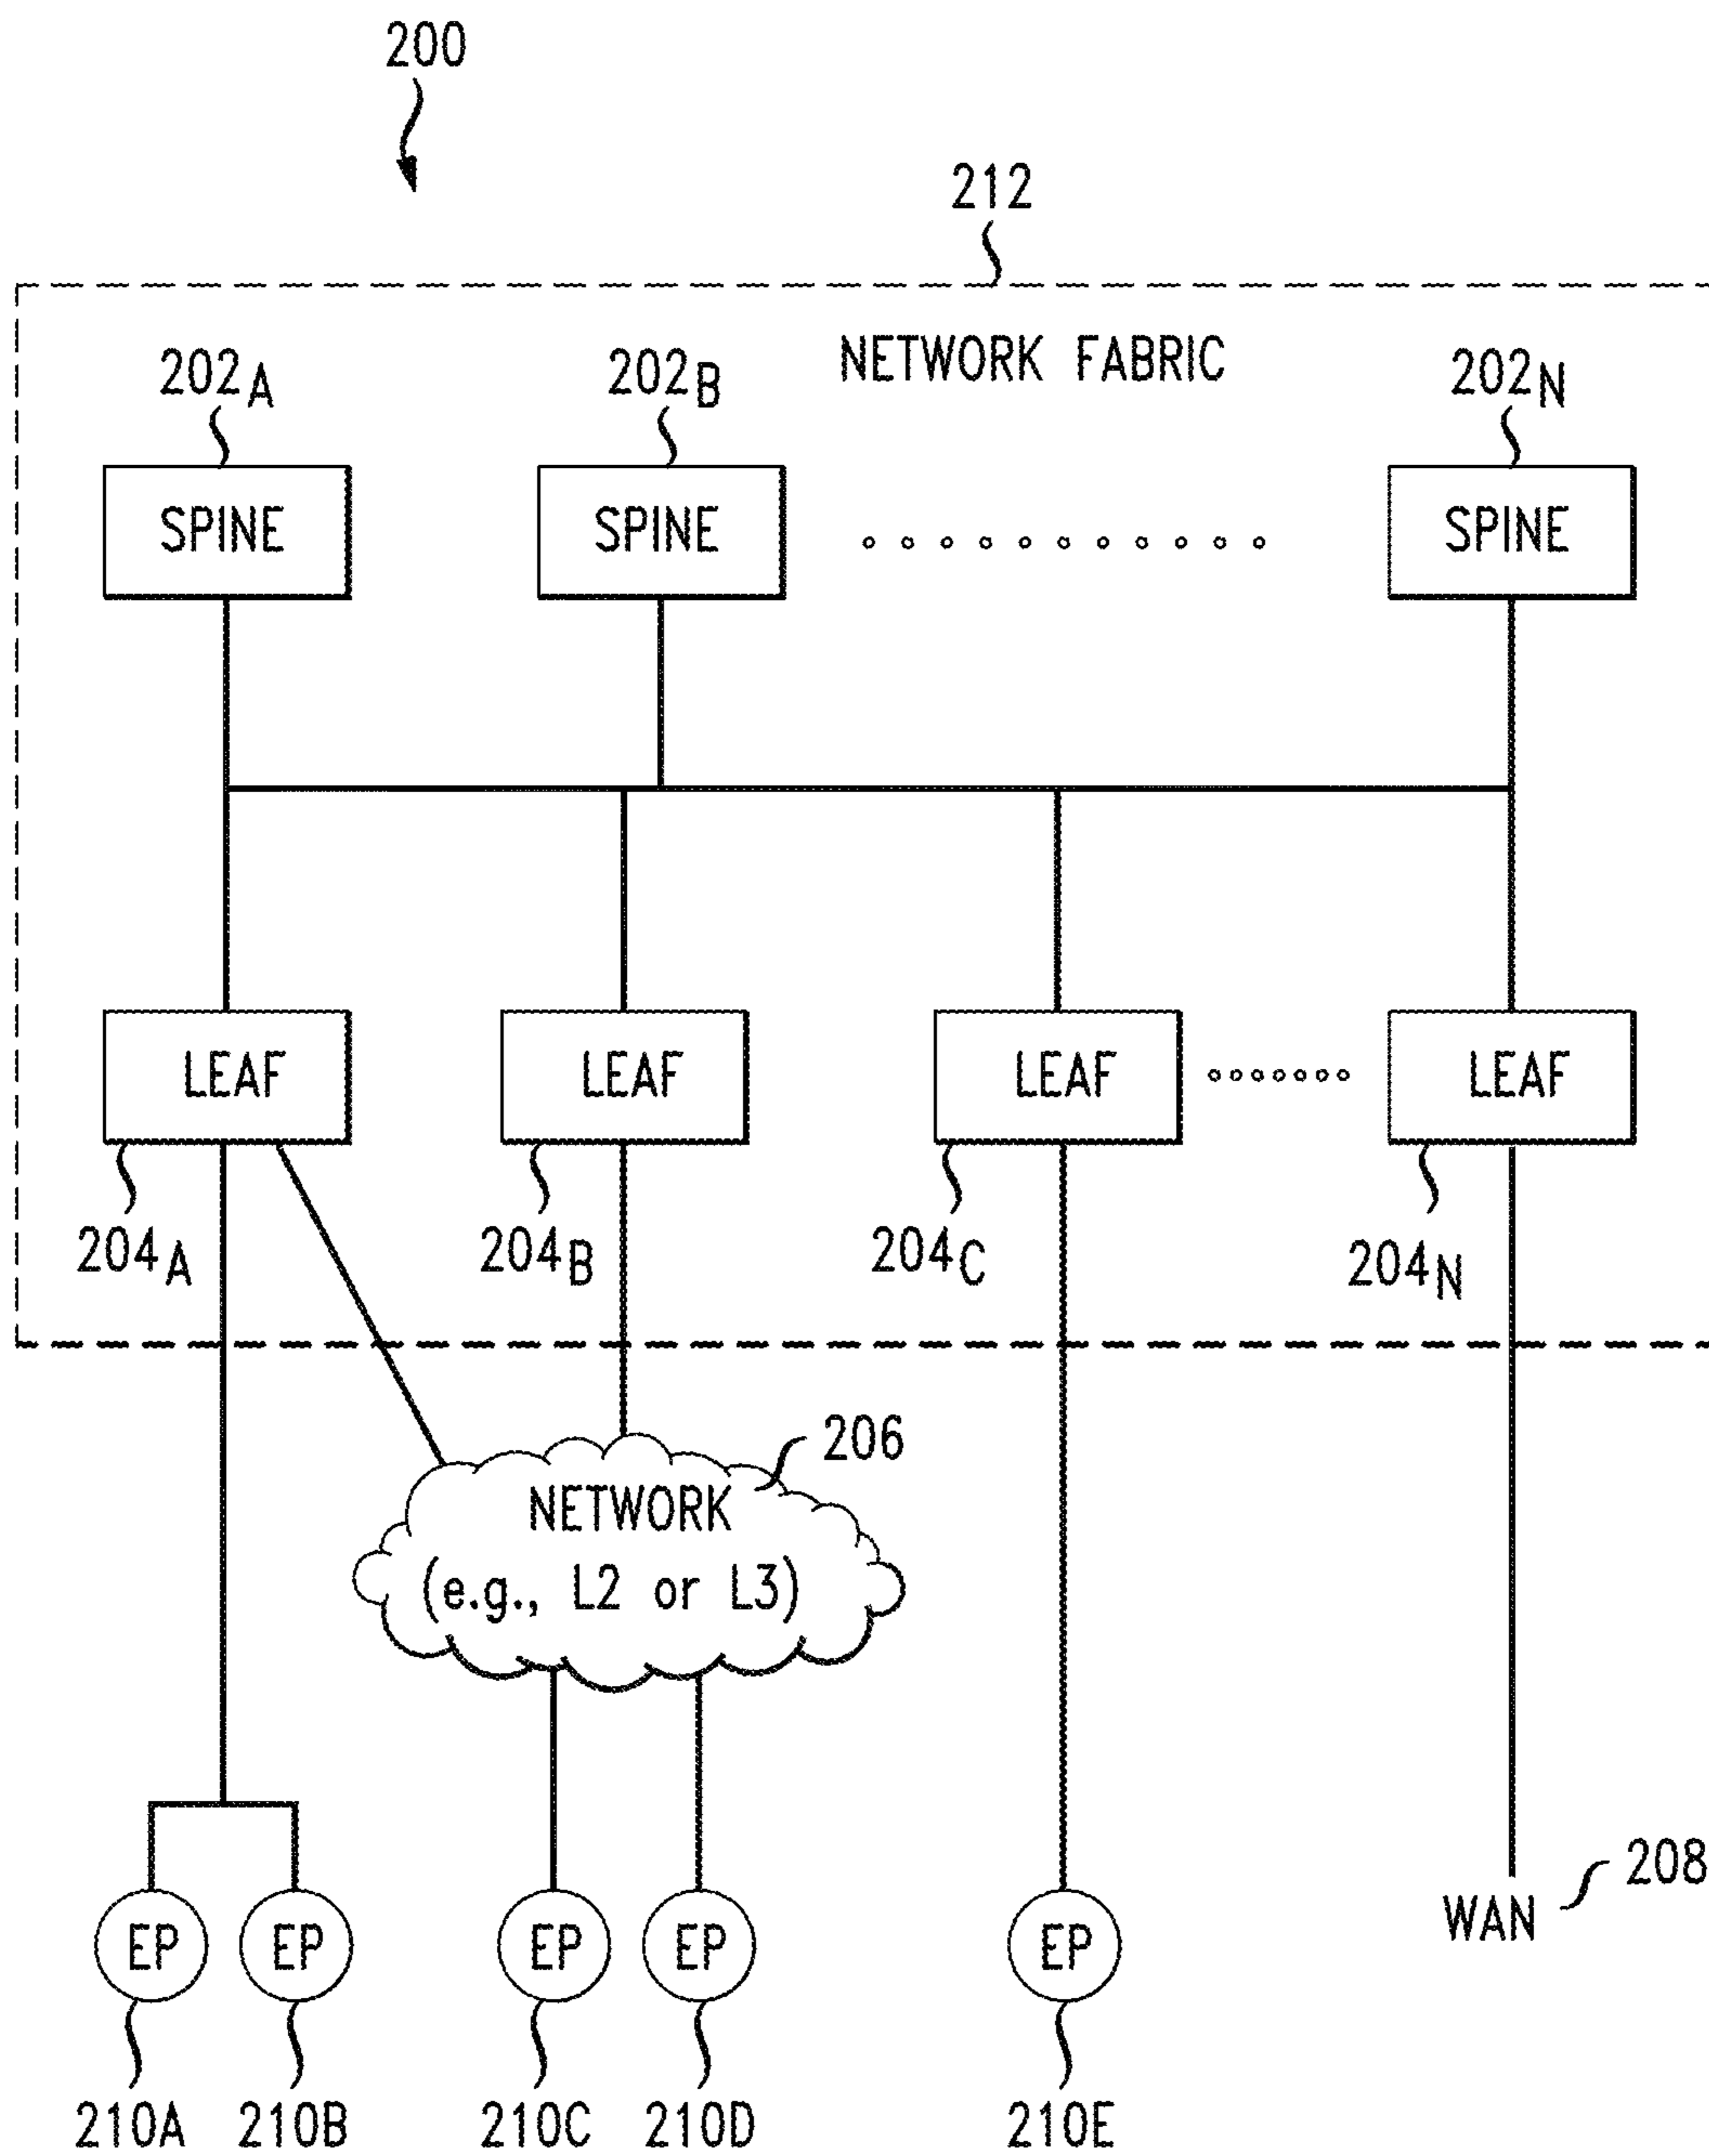 200
212
NETWORK FABRIC
202A 202B 202N
SPINE SPINE SPINE
LEAF LEAF LEAF LEAF
204A 204B 204C 204N
206
NETWORK
(e.g., L2 or L3)
208
WAN
EP EP EP EP EP
210A 210B 210C 210D 210E